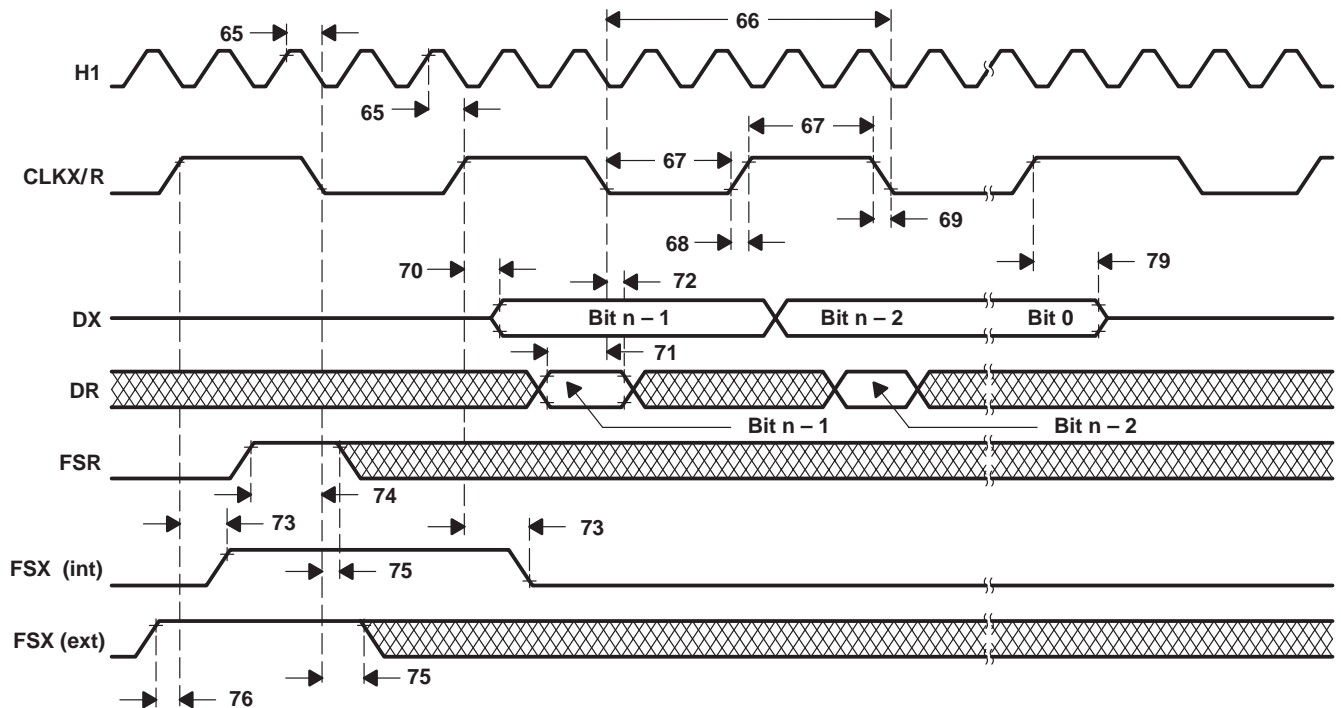 65
66
H1
65
67
67
CLKX/R
69
68
70
72
79
DX
Bit n – 1
Bit n – 2
Bit 0
71
DR
Bit n – 1
Bit n – 2
FSR
74
73
73
FSX (int)
75
FSX (ext)
75
76